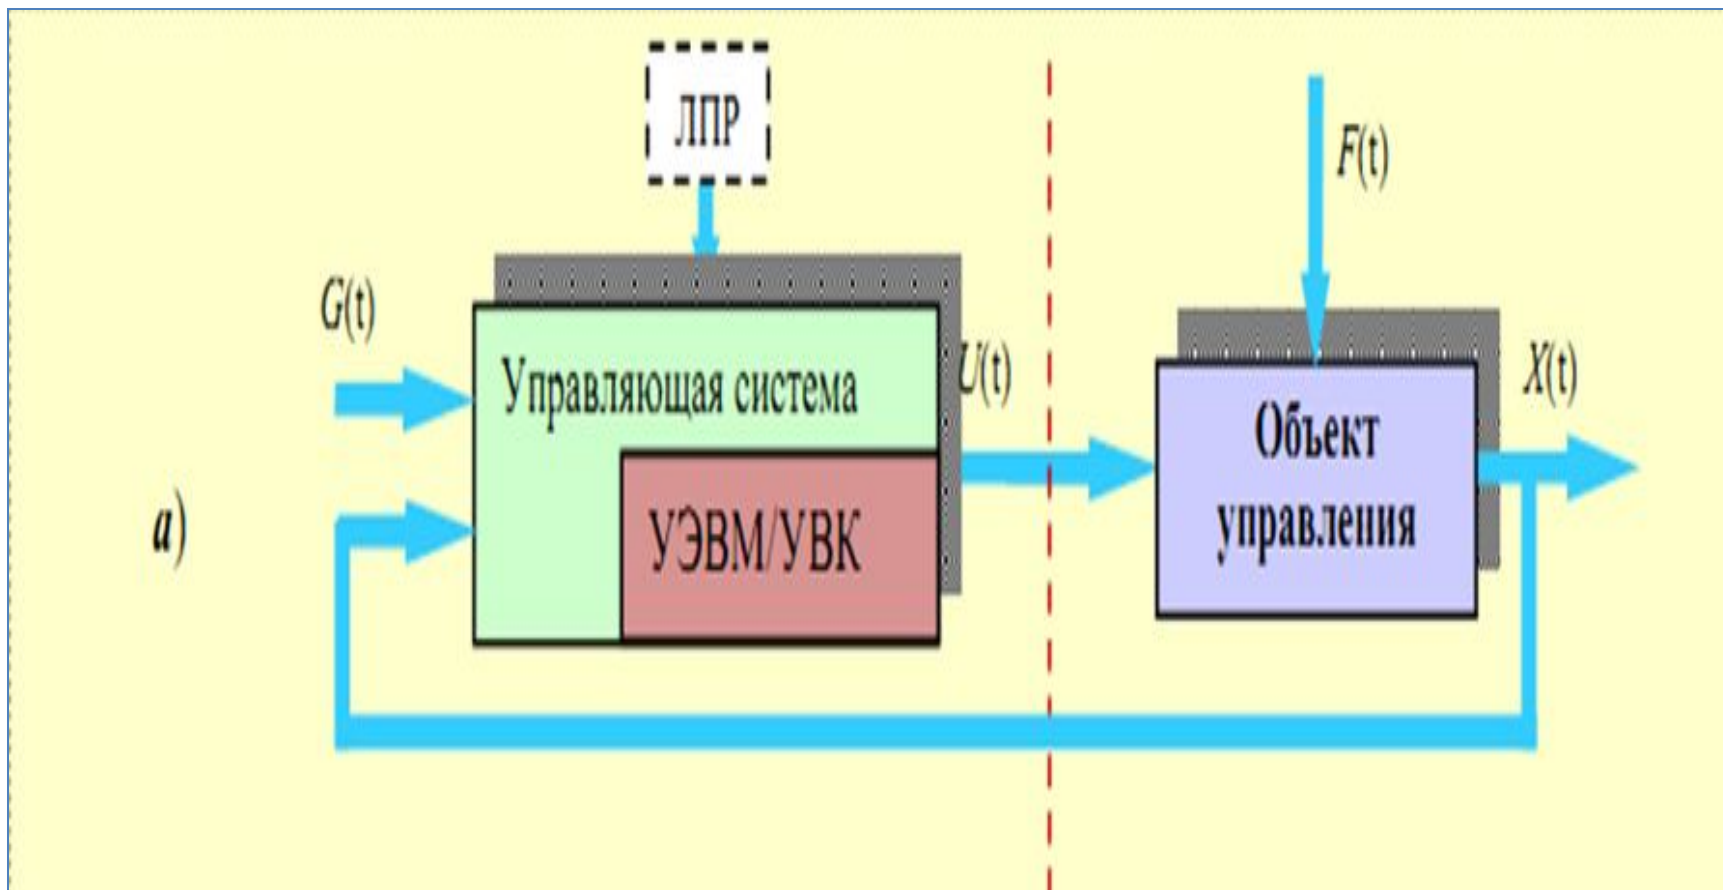 ЛПР
F(t)
G(t)
Управляющая система
U(t)
X(t)
Объект
управления
УЭВМ/УВК
а)